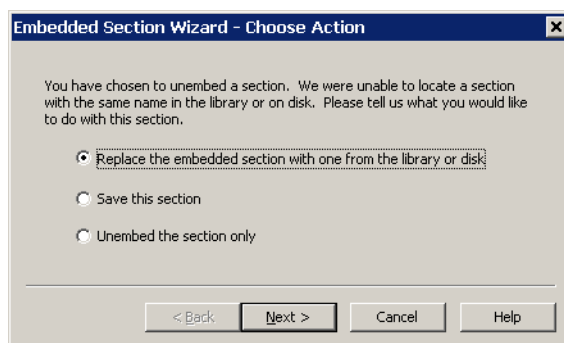 Embedded Section Wizard - Choose Action
You have chosen to unembed a section. We were unable to locate a section
with the same name in the library or on disk. Please tell us what you would like
to do with this section.
Replace the embedded section with one from the library or disk
Save this section
Unembed the section only
< Back Next > Cancel Help